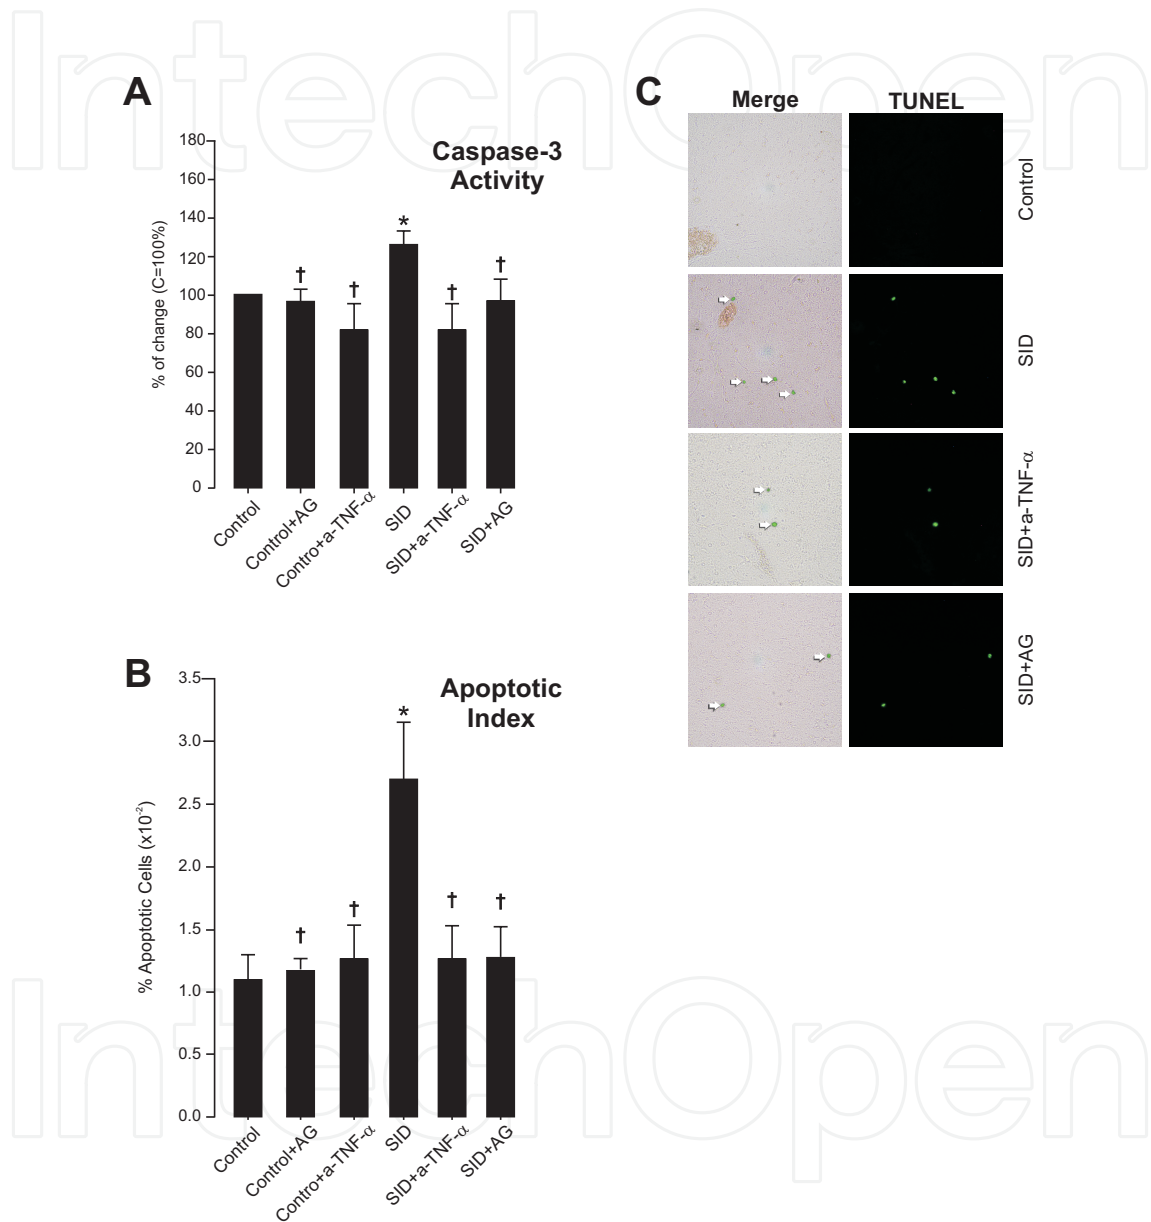 IntechOpen
A
Caspase-3
Activity
% of change (C=100%)
180
160
140
120
100
80
60
40
20
0
†
†
*
†
†
Control
Control+AG
Contro+a-TNF-α
SID
SID+a-TNF-α
SID+AG
B
Apoptotic
Index
% Apoptotic Cells (x10⁻²)
3.5
3.0
2.5
2.0
1.5
1.0
0.5
0.0
†
†
*
†
†
Control
Control+AG
Contro+a-TNF-α
SID
SID+a-TNF-α
SID+AG
C
Merge TUNEL
Control
SID
SID+a-TNF-α
SID+AG
IntechOpen